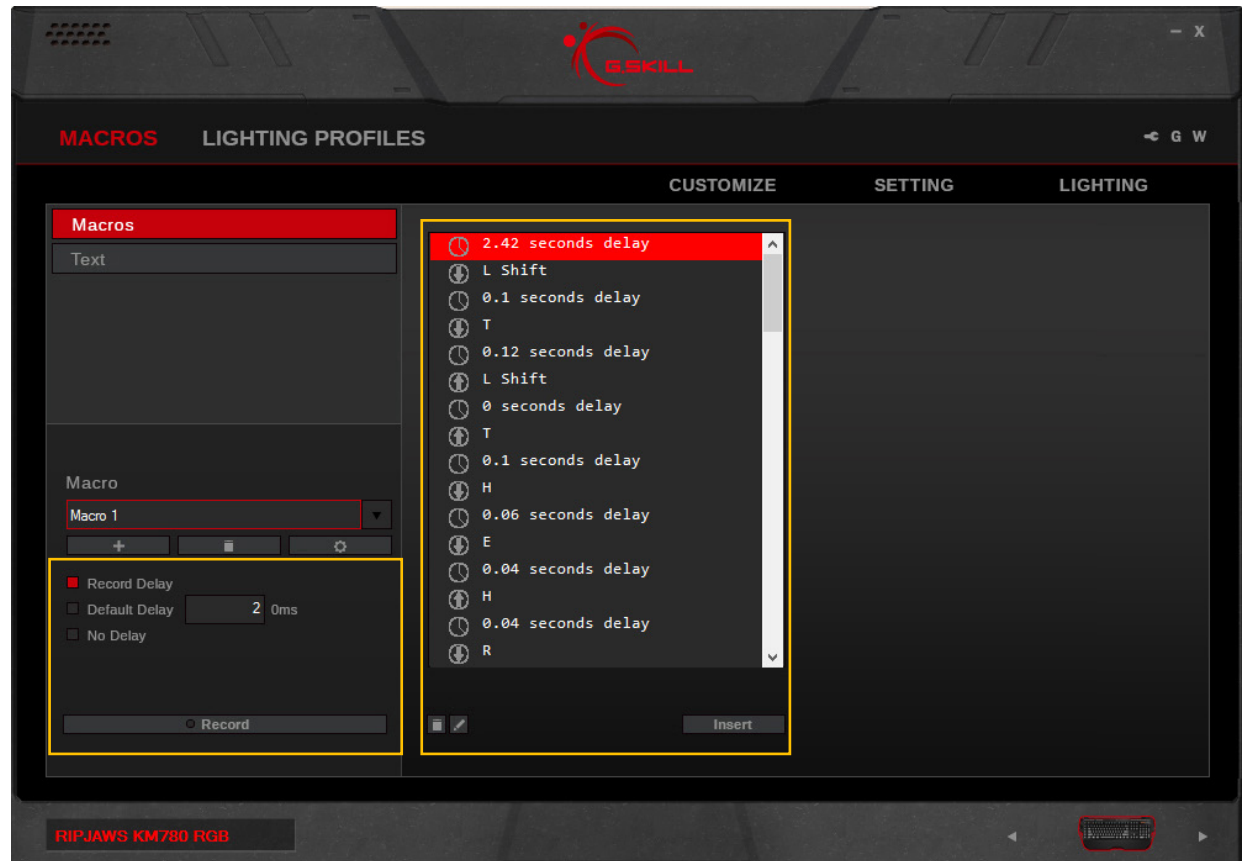 G.SKILL
– X
MACROS LIGHTING PROFILES
G W
CUSTOMIZE SETTING LIGHTING
Macros
Text
Macro
Macro 1
+
Record Delay
Default Delay 2 0ms
No Delay
Record
2.42 seconds delay
L Shift
0.1 seconds delay
T
0.12 seconds delay
L Shift
0 seconds delay
T
0.1 seconds delay
H
0.06 seconds delay
E
0.04 seconds delay
H
0.04 seconds delay
R
Insert
RIPJAWS KM780 RGB